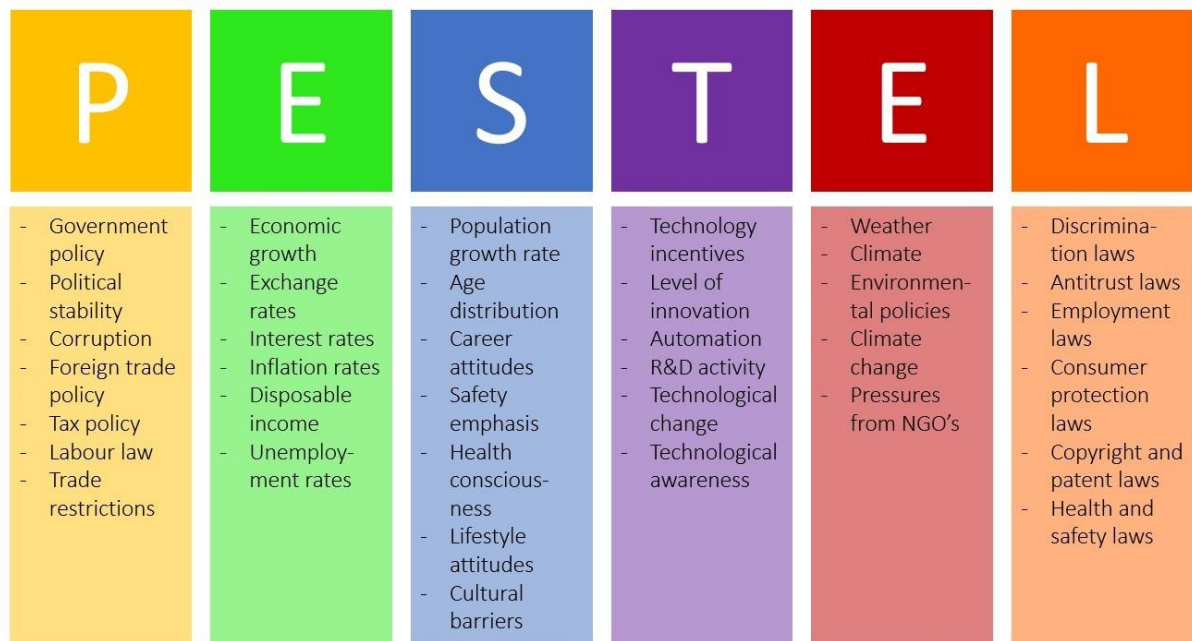 P
E
S
T
E
L
- Government
policy
- Political
stability
- Corruption
- Foreign trade
policy
- Tax policy
- Labour law
- Trade
restrictions
- Economic
growth
- Exchange
rates
- Interest rates
- Inflation rates
- Disposable
income
- Unemploy-
ment rates
- Population
growth rate
- Age
distribution
- Career
attitudes
- Safety
emphasis
- Health
conscious-
ness
- Lifestyle
attitudes
- Cultural
barriers
- Technology
incentives
- Level of
innovation
- Automation
- R&D activity
- Technological
change
- Technological
awareness
- Weather
- Climate
- Environmen-
tal policies
- Climate
change
- Pressures
from NGO's
- Discrimina-
tion laws
- Antitrust laws
- Employment
laws
- Consumer
protection
laws
- Copyright and
patent laws
- Health and
safety laws